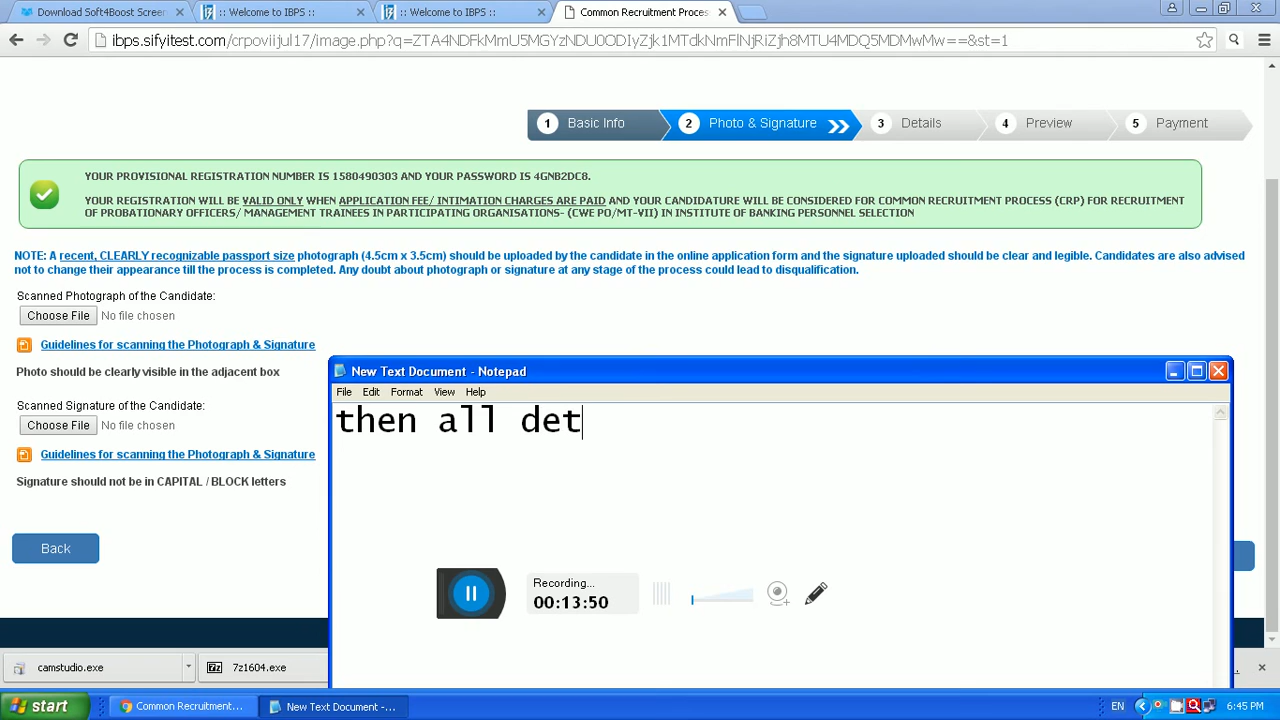 Download Soft4Boost Screen
:: Welcome to IBPS ::
:: Welcome to IBPS ::
Common Recruitment Proces
ibps.sifyitest.com/crpoviijul17/image.php?q=ZTA4NDFkMmU5MGYzNDU0ODIyZjk1MTdkNmFlNjRiZjh8MTU4MDQ5MDMwMw==&st=1
1 Basic Info
2 Photo & Signature
3 Details
4 Preview
5 Payment
YOUR PROVISIONAL REGISTRATION NUMBER IS 1580490303 AND YOUR PASSWORD IS 4GNB2DC8.
YOUR REGISTRATION WILL BE VALID ONLY WHEN APPLICATION FEE/ INTIMATION CHARGES ARE PAID AND YOUR CANDIDATURE WILL BE CONSIDERED FOR COMMON RECRUITMENT PROCESS (CRP) FOR RECRUITMENT
OF PROBATIONARY OFFICERS/ MANAGEMENT TRAINEES IN PARTICIPATING ORGANISATIONS- (CWE PO/MT-VII) IN INSTITUTE OF BANKING PERSONNEL SELECTION
NOTE: A recent, CLEARLY recognizable passport size photograph (4.5cm x 3.5cm) should be uploaded by the candidate in the online application form and the signature uploaded should be clear and legible. Candidates are also advised
not to change their appearance till the process is completed. Any doubt about photograph or signature at any stage of the process could lead to disqualification.
Scanned Photograph of the Candidate:
Choose File No file chosen
Guidelines for scanning the Photograph & Signature
Photo should be clearly visible in the adjacent box
Scanned Signature of the Candidate:
Choose File No file chosen
Guidelines for scanning the Photograph & Signature
Signature should not be in CAPITAL / BLOCK letters
Back
New Text Document - Notepad
File Edit Format View Help
then all det
Recording...
00:13:50
camstudio.exe
7z1604.exe
start
Common Recruitment...
New Text Document -...
EN
6:45 PM